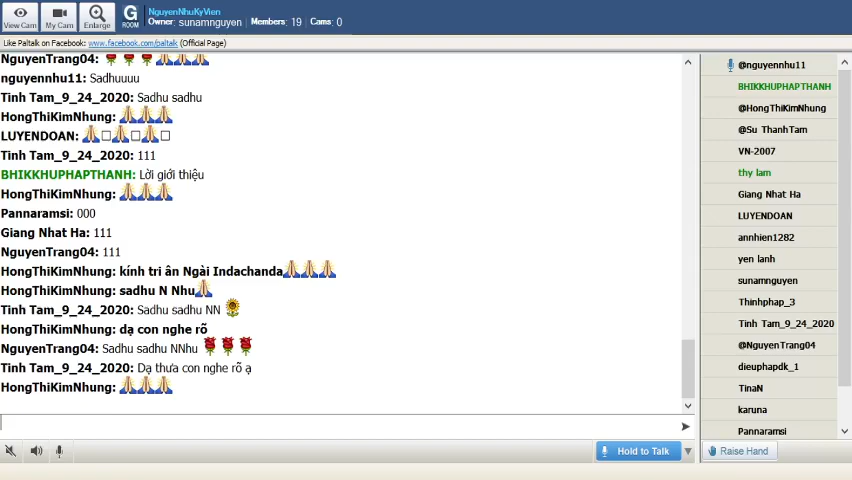 NguyenNhuKyVien
Owner: sunamnguyen Members: 19 Cams: 0
View Cam My Cam Enlarge G ROOM
Like Paltalk on Facebook: www.facebook.com/paltalk (Official Page)
NguyenTrang04:
nguyennhu11: Sadhuuuu
Tinh Tam_9_24_2020: Sadhu sadhu
HongThiKimNhung:
LUYENDOAN:
Tinh Tam_9_24_2020: 111
BHIKKHUPHAPTHANH: Lời giới thiệu
HongThiKimNhung:
Pannaramsi: 000
Giang Nhat Ha: 111
NguyenTrang04: 111
HongThiKimNhung: kính tri ân Ngài Indachanda
HongThiKimNhung: sadhu N Nhu
Tinh Tam_9_24_2020: Sadhu sadhu NN
HongThiKimNhung: dạ con nghe rõ
NguyenTrang04: Sadhu sadhu NNhu
Tinh Tam_9_24_2020: Dạ thưa con nghe rõ ạ
HongThiKimNhung:
Hold to Talk
@nguyennhu11
BHIKKHUPHAPTHANH
@HongThiKimNhung
@Su ThanhTam
VN-2007
thy lam
Giang Nhat Ha
LUYENDOAN
annhien1282
yen lanh
sunamnguyen
Thinhphap_3
Tinh Tam_9_24_2020
@NguyenTrang04
dieuphapdk_1
TinaN
karuna
Pannaramsi
Raise Hand